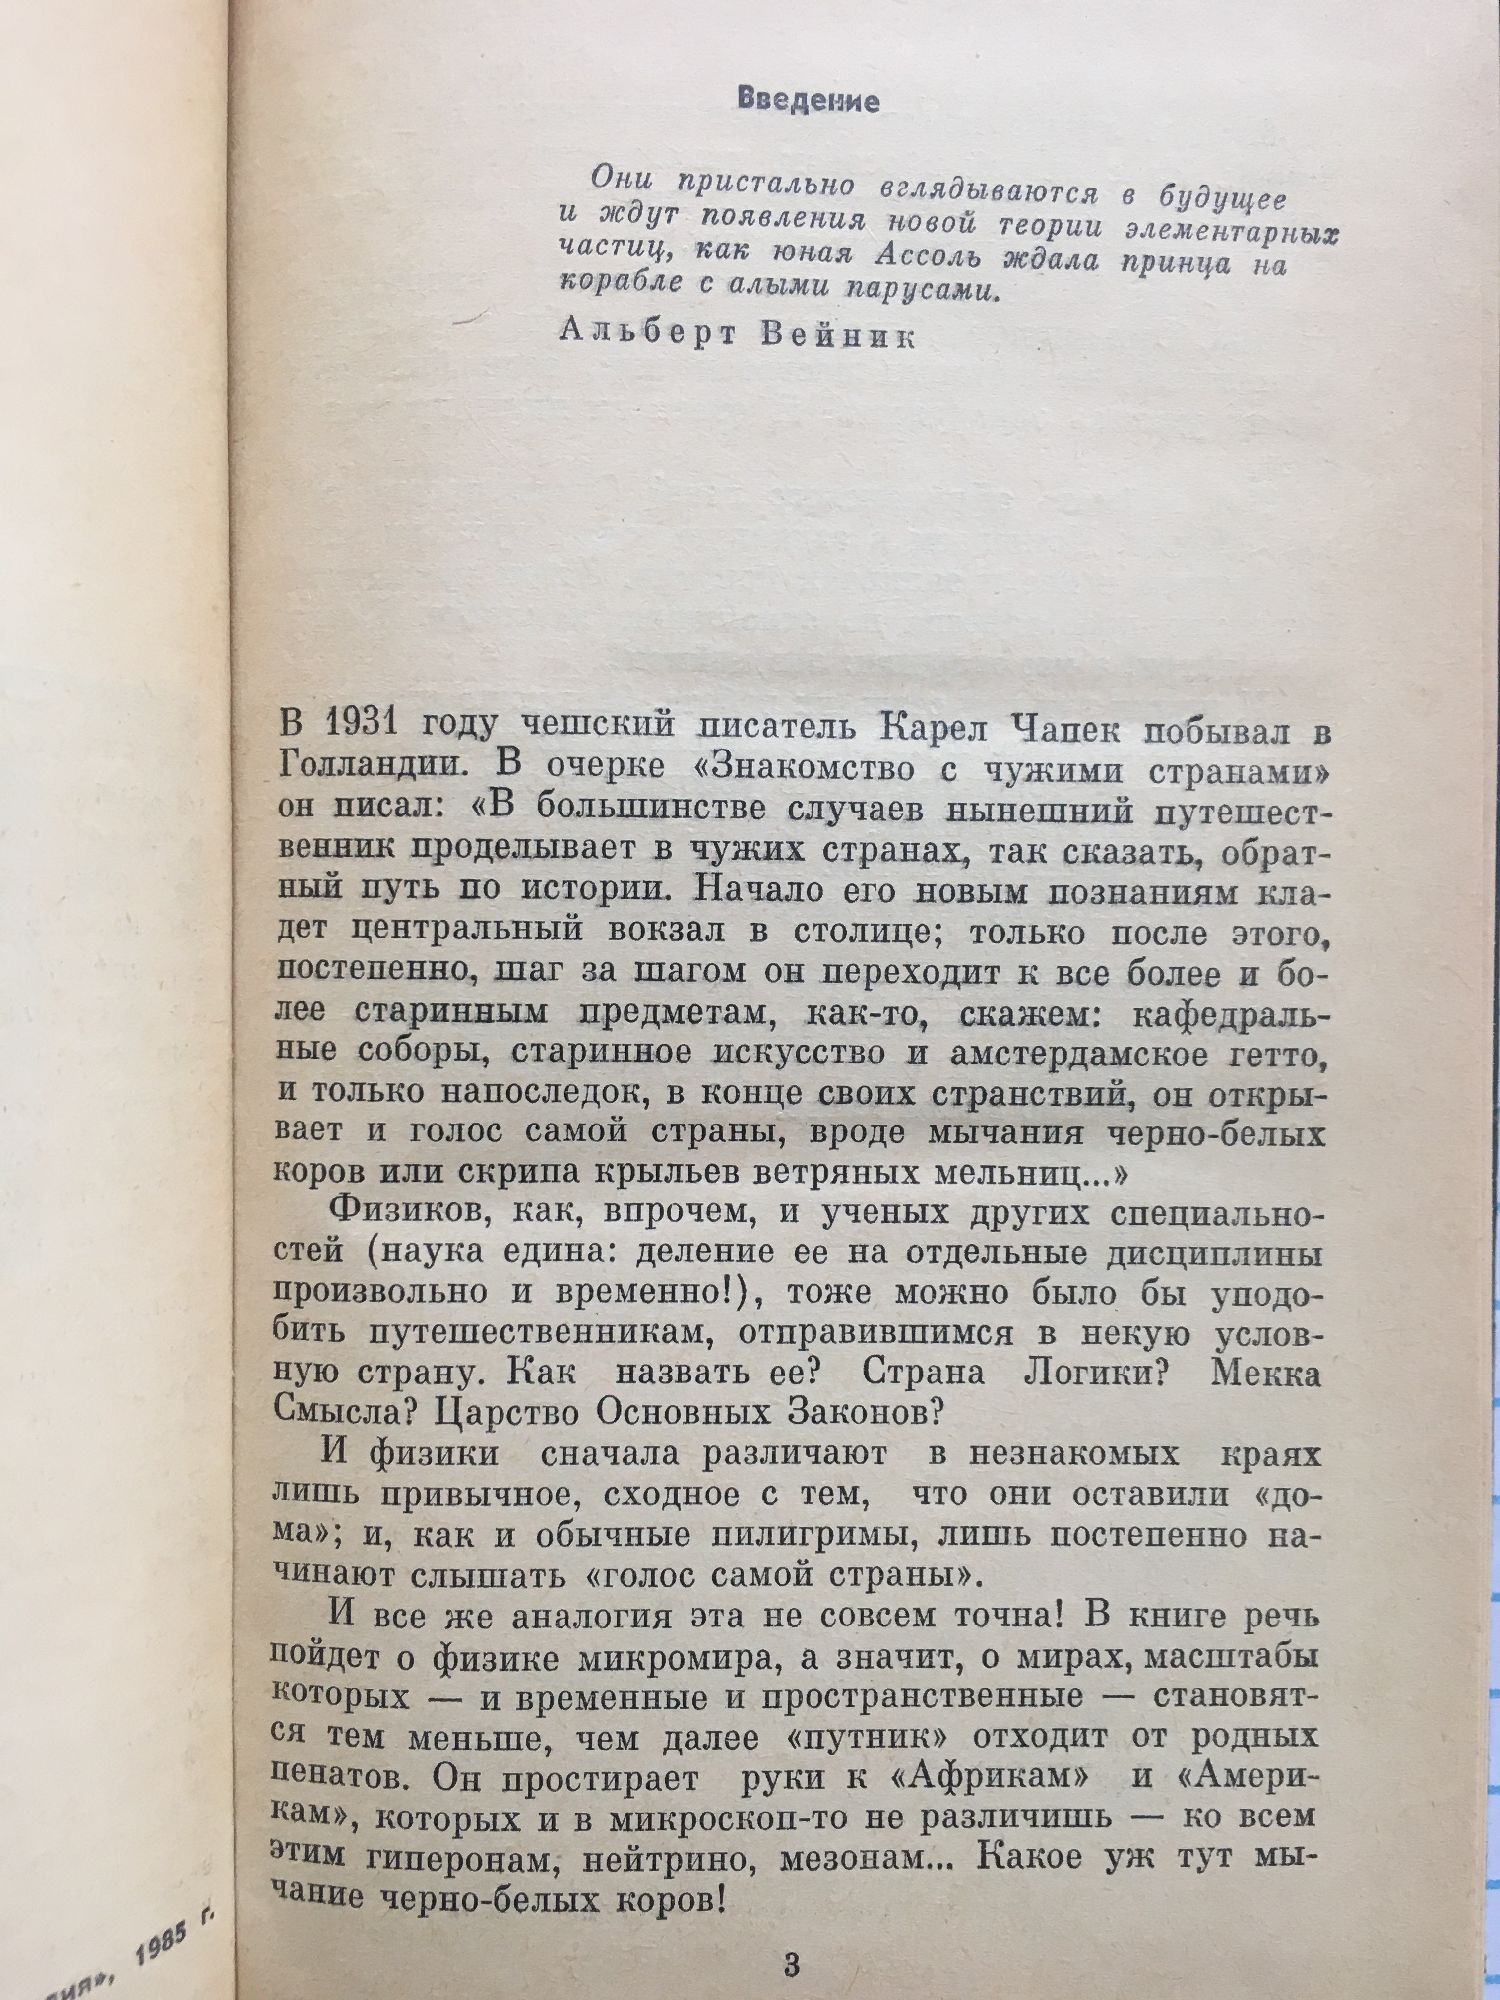 Введение
Они пристально вглядываются в будущее
и ждут появления новой теории элементарных
частиц, как юная Ассоль ждала принца на
корабле с алыми парусами.
Альберт Вейник
В 1931 году чешский писатель Карел Чапек побывал в
Голландии. В очерке «Знакомство с чужими странами»
он писал: «В большинстве случаев нынешний путешест-
венник проделывает в чужих странах, так сказать, обрат-
ный путь по истории. Начало его новым познаниям кла-
дет центральный вокзал в столице; только после этого,
постепенно, шаг за шагом он переходит к все более и бо-
лее старинным предметам, как-то, скажем: кафедраль-
ные соборы, старинное искусство и амстердамское гетто,
и только напоследок, в конце своих странствий, он откры-
вает и голос самой страны, вроде мычания черно-белых
коров или скрипа крыльев ветряных мельниц...»
Физиков, как, впрочем, и ученых других специально-
стей (наука едина: деление ее на отдельные дисциплины
произвольно и временно!), тоже можно было бы уподо-
бить путешественникам, отправившимся в некую услов-
ную страну. Как назвать ее? Страна Логики? Мекка
Смысла? Царство Основных Законов?
И физики сначала различают в незнакомых краях
лишь привычное, сходное с тем, что они оставили «до-
ма»; и, как и обычные пилигримы, лишь постепенно на-
чинают слышать «голос самой страны».
И все же аналогия эта не совсем точна! В книге речь
пойдет о физике микромира, а значит, о мирах, масштабы
которых — и временные и пространственные — становят-
ся тем меньше, чем далее «путник» отходит от родных
пенатов. Он простирает руки к «Африкам» и «Амери-
кам», которых и в микроскоп-то не различишь — ко всем
этим гиперонам, нейтрино, мезонам... Какое уж тут мы-
чание черно-белых коров!
3
1985 г.